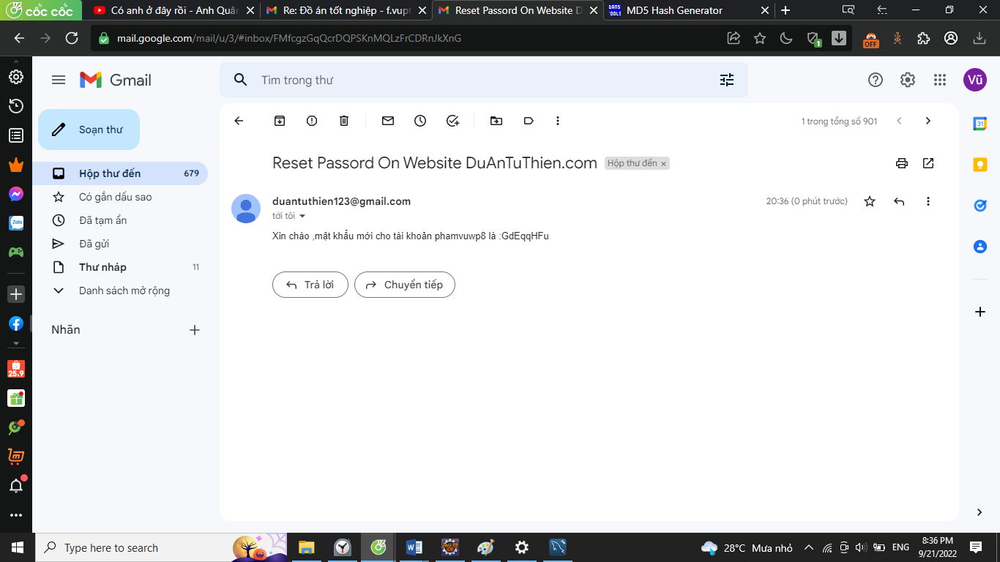 cốc cốc
Có anh ở đây rồi - Anh Quân
Re: Đồ án tốt nghiệp - f.vupt
Reset Passord On Website D
MD5 Hash Generator
mail.google.com/mail/u/3/#inbox/FMfcgzGqQcrDQPSKnMQLzFrCDRnJkXnG
1
OFF
Gmail
Tìm trong thư
Vũ
Soạn thư
1 trong tổng số 901
31
Reset Passord On Website DuAnTuThien.com
Hộp thư đến ×
Hộp thư đến 679
Có gắn dấu sao
Đã tạm ẩn
Đã gửi
Thư nháp 11
Danh sách mở rộng
Nhãn
duantuthien123@gmail.com
20:36 (0 phút trước)
tới tôi
Xin chào ,mật khẩu mới cho tài khoản phamvuwp8 là :GdEqqHFu
Trả lời
Chuyển tiếp
Zalo
25.9
Type here to search
28°C Mưa nhỏ
ENG
8:36 PM
9/21/2022